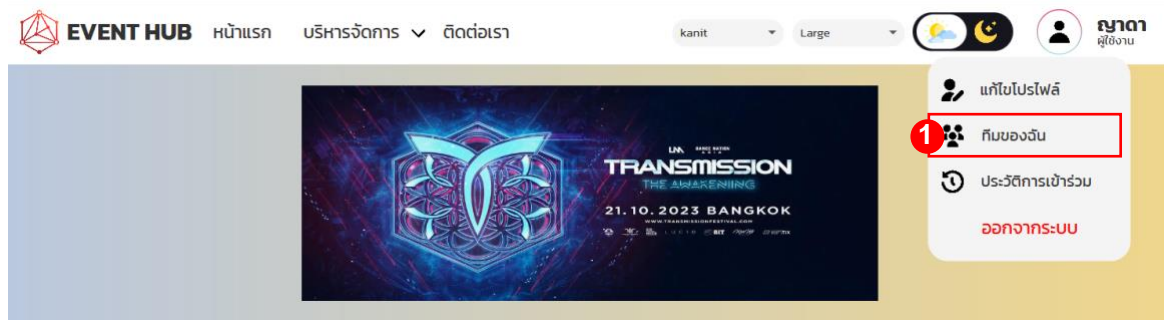 EVENT HUB หน้าแรก บริหารจัดการ ติดต่อเรา kanit Large ญาดา
ผู้ใช้งาน
แก้ไขโปรไฟล์
1 ทีมของฉัน
ประวัติการเข้าร่วม
ออกจากระบบ
TRANSMISSION
THE AWAKENING
21.10.2023 BANGKOK
WWW.TRANSMISSIONFESTIVAL.COM